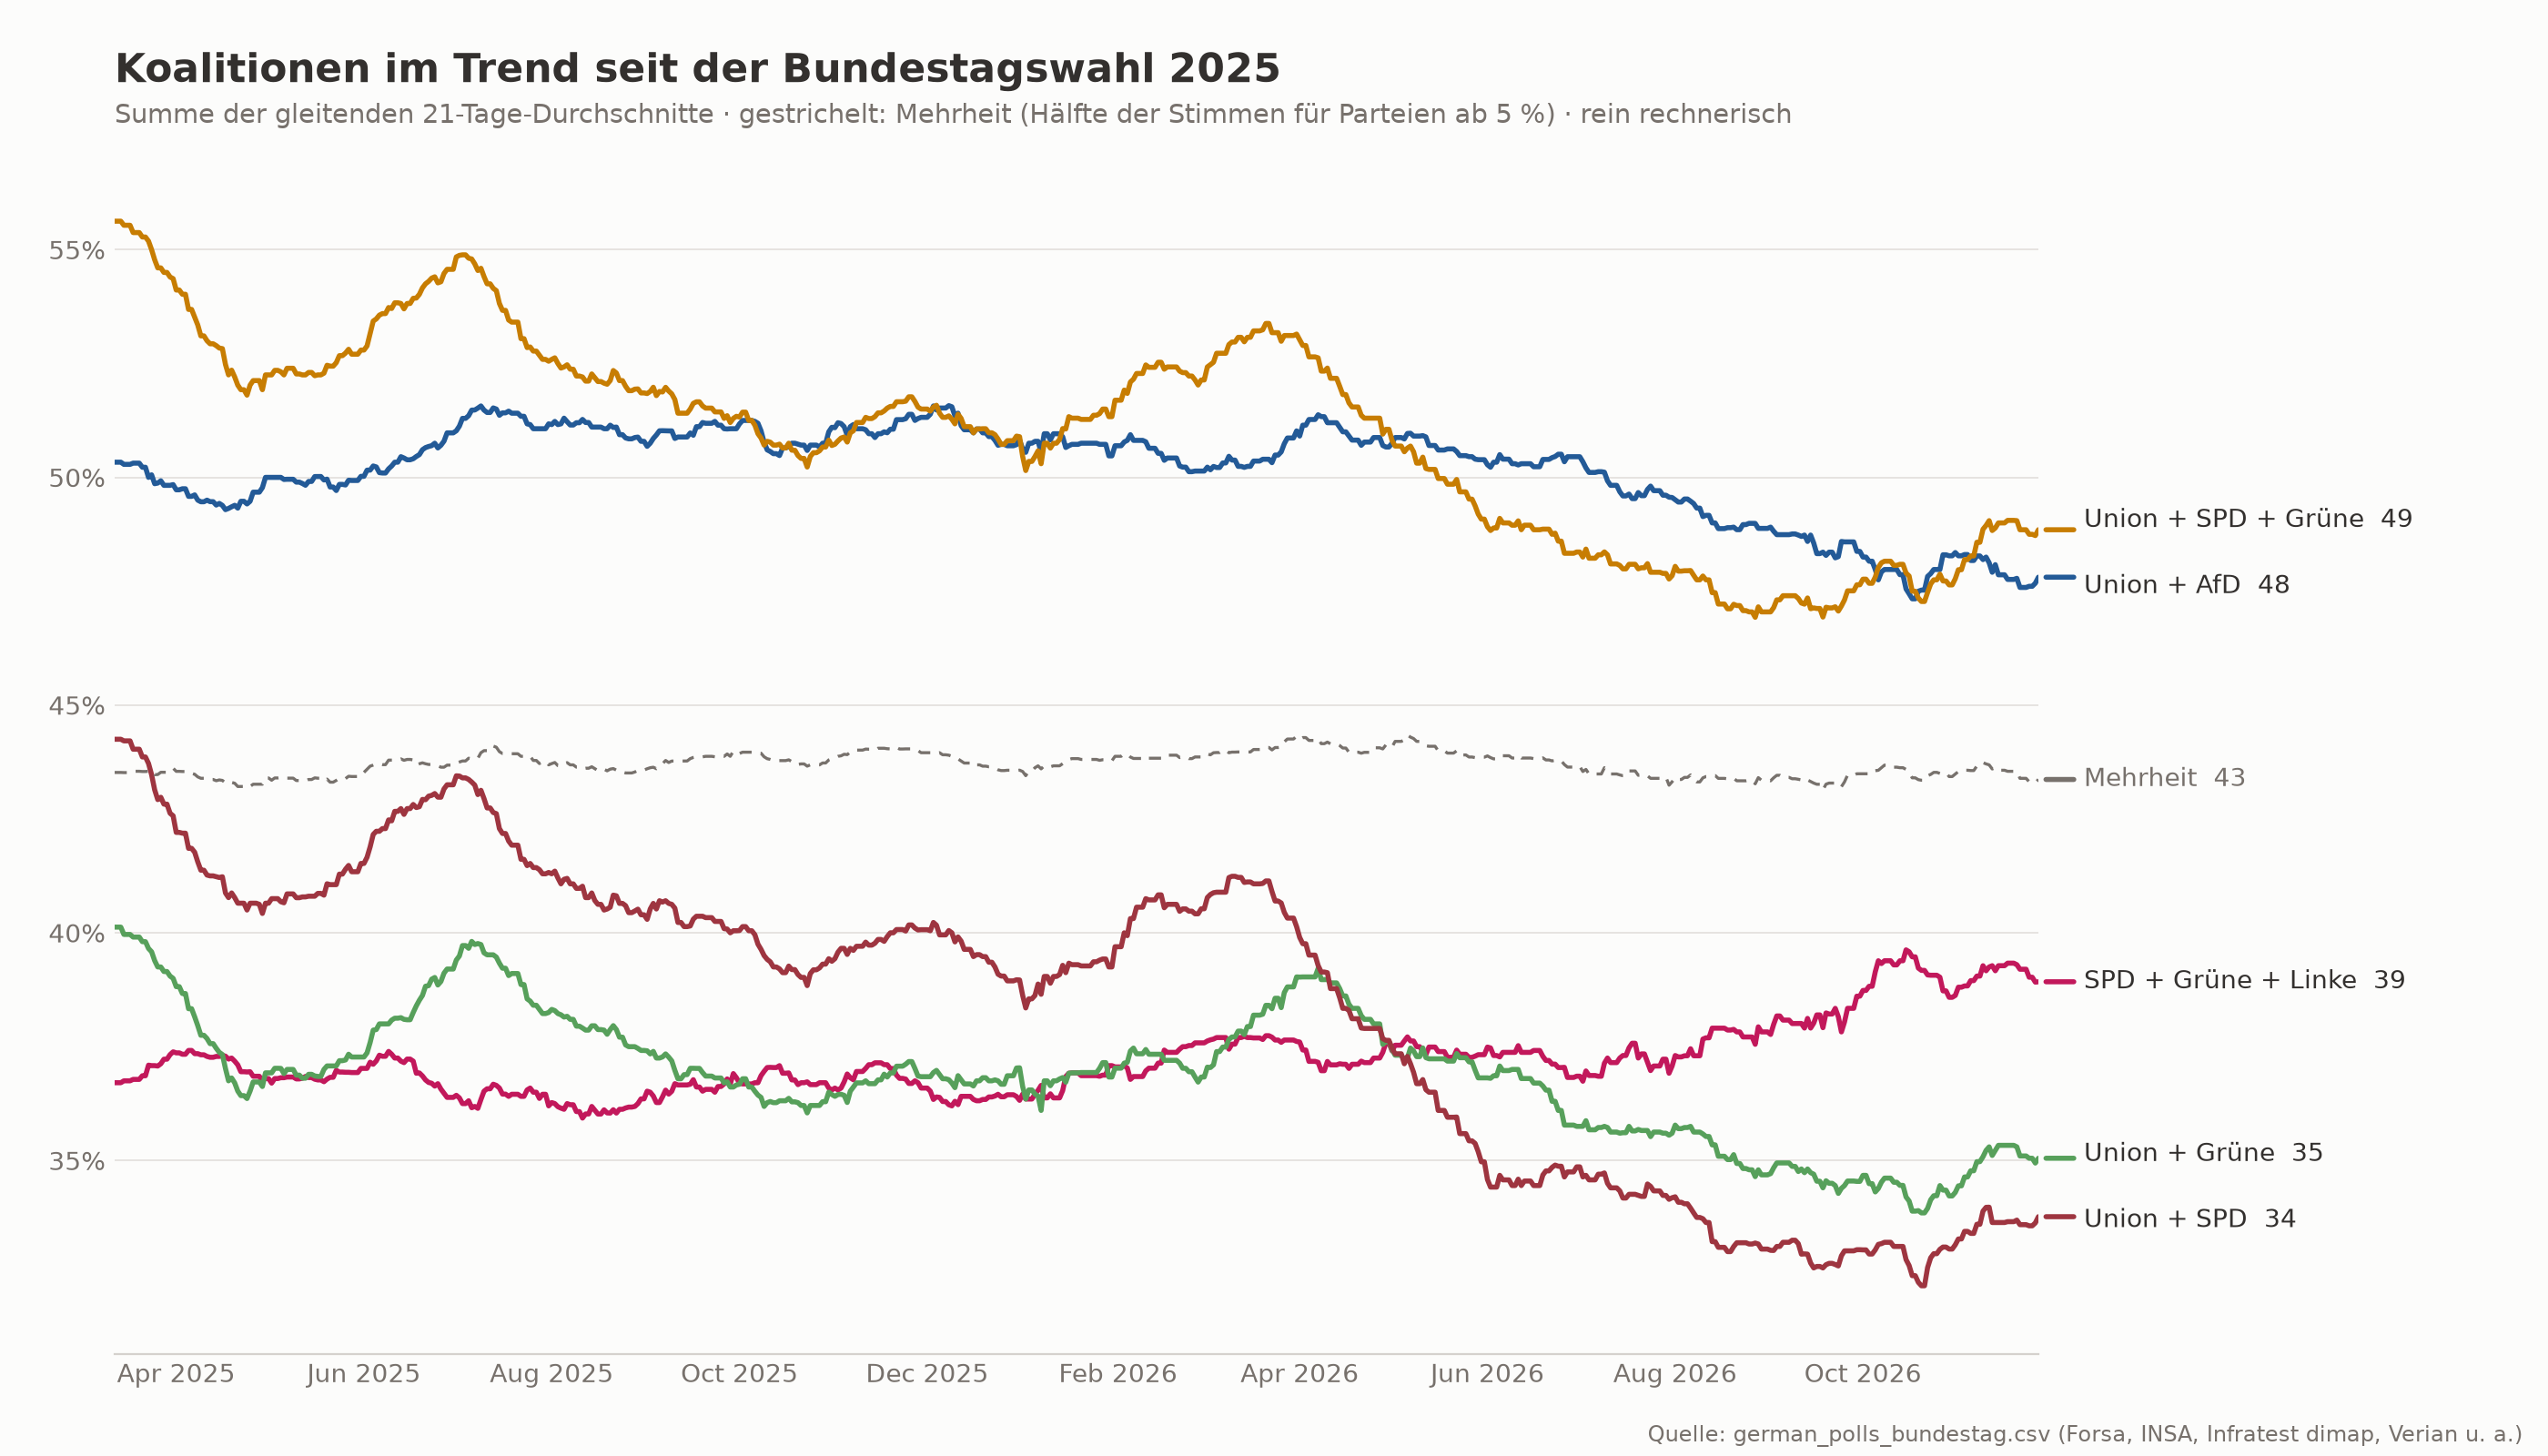 Koalitionen im Trend seit der Bundestagswahl 2025
Summe der gleitenden 21-Tage-Durchschnitte · gestrichelt: Mehrheit (Hälfte der Stimmen für Parteien ab 5 %) · rein rechnerisch
55%
50%
45%
40%
35%
Union + SPD + Grüne 49
Union + AfD 48
Mehrheit 43
SPD + Grüne + Linke 39
Union + Grüne 35
Union + SPD 34
Apr 2025 Jun 2025 Aug 2025 Oct 2025 Dec 2025 Feb 2026 Apr 2026 Jun 2026 Aug 2026 Oct 2026
Quelle: german_polls_bundestag.csv (Forsa, INSA, Infratest dimap, Verian u. a.)